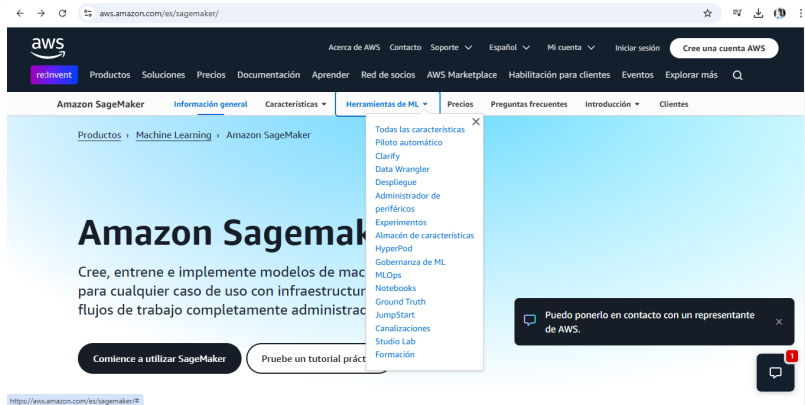 aws.amazon.com/es/sagemaker/
aws
Acerca de AWS Contacto Soporte Español Mi cuenta Iniciar sesión Cree una cuenta AWS
re:Invent Productos Soluciones Precios Documentación Aprender Red de socios AWS Marketplace Habilitación para clientes Eventos Explorar más
Amazon SageMaker Información general Características Herramientas de ML Precios Preguntas frecuentes Introducción Clientes
Productos › Machine Learning › Amazon SageMaker
Todas las características
Piloto automático
Clarify
Data Wrangler
Despliegue
Administrador de
periféricos
Experimentos
Almacén de características
HyperPod
Gobernanza de ML
MLOps
Notebooks
Ground Truth
JumpStart
Canalizaciones
Studio Lab
Formación
Amazon Sagemak
Cree, entrene e implemente modelos de mac
para cualquier caso de uso con infraestructur
flujos de trabajo completamente administrad
Comience a utilizar SageMaker
Pruebe un tutorial práct
Puedo ponerlo en contacto con un representante
de AWS.
1
https://aws.amazon.com/es/sagemaker/#